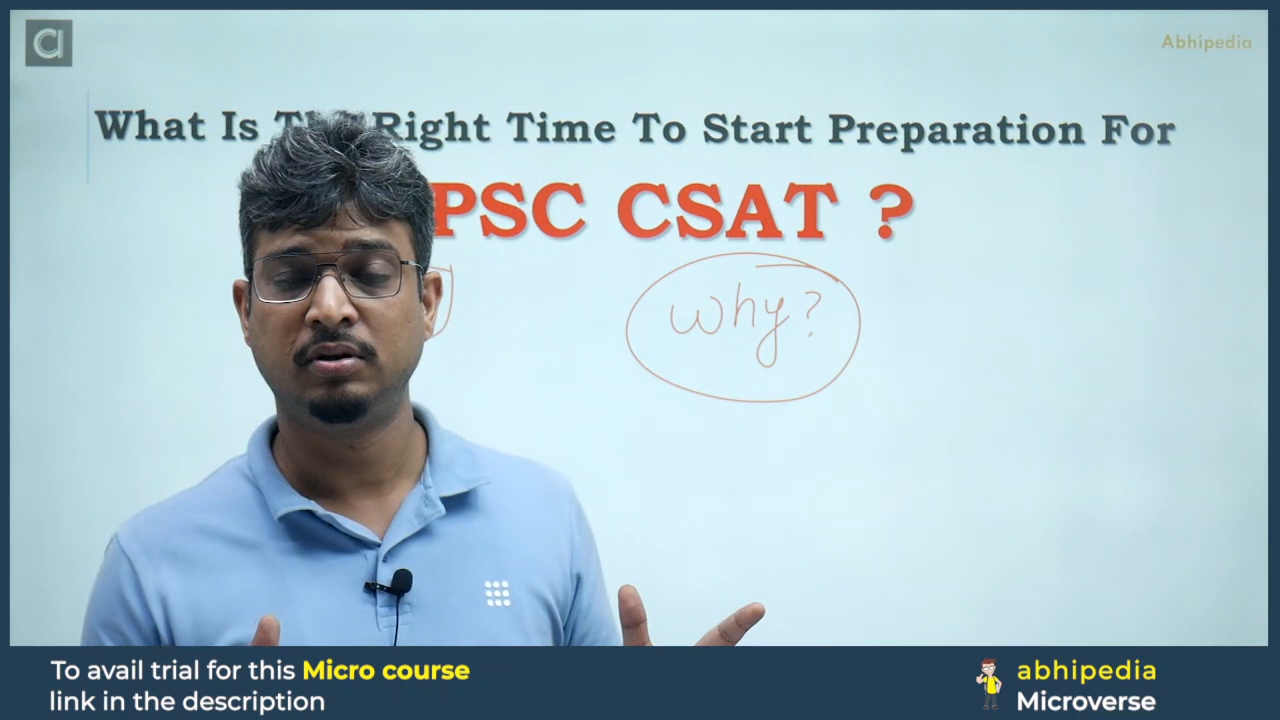 Abhipedia
What Is The Right Time To Start Preparation For
PSC CSAT ?
why?
To avail trial for this Micro course
link in the description
abhipedia
Microverse